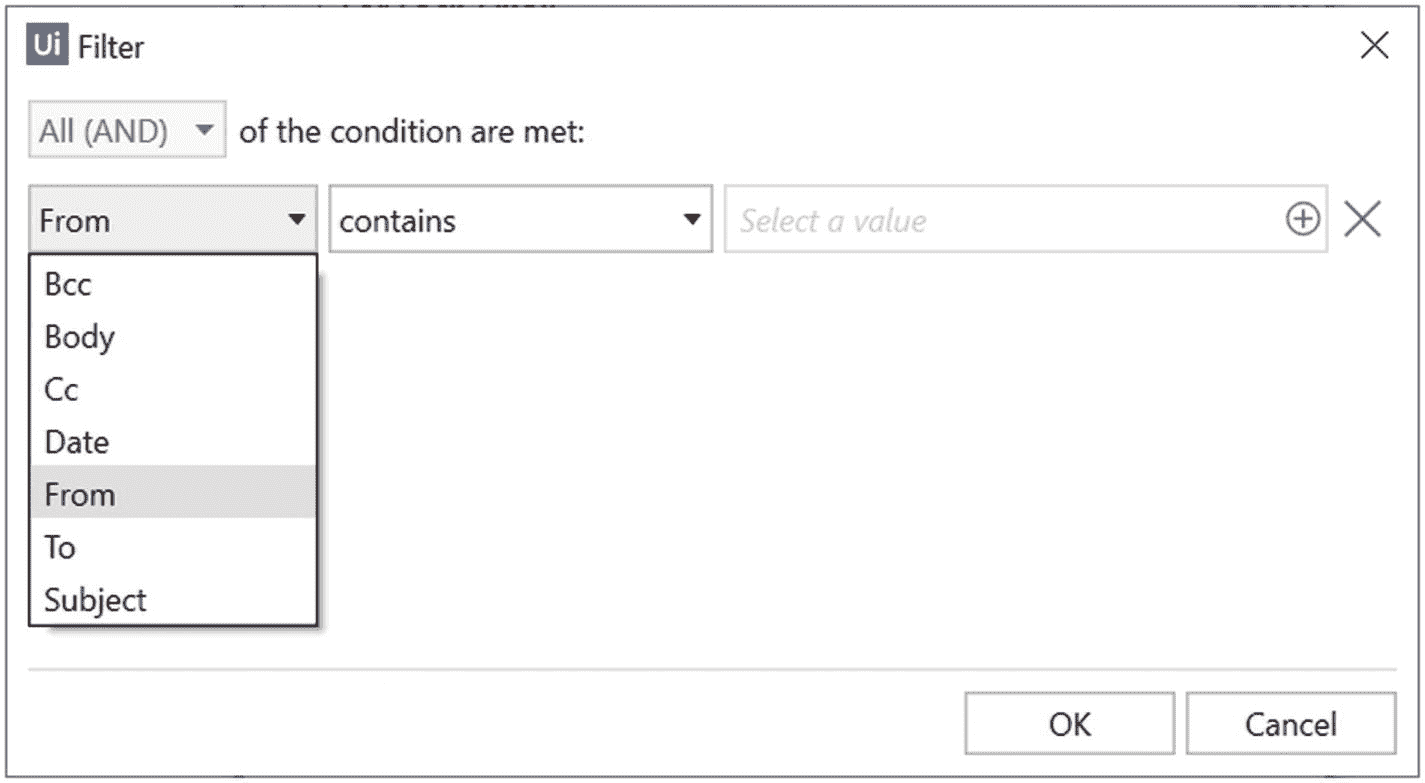 Ui Filter
All (AND) of the condition are met:
From contains Select a value
Bcc
Body
Cc
Date
From
To
Subject
OK Cancel